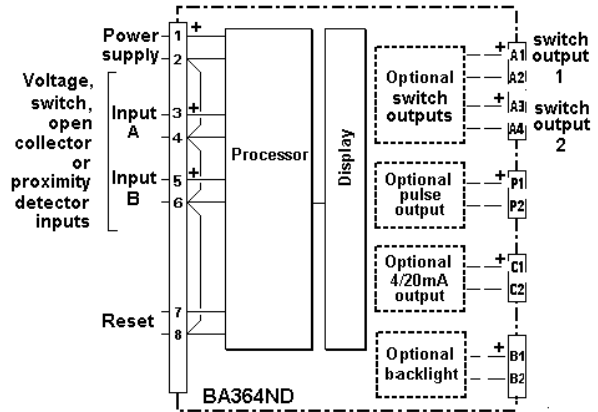 Power
supply
1
+
2
Voltage,
switch,
open
collector
or
proximity
detector
inputs
Input
A
3
+
4
Input
B
5
+
6
Reset
7
8
Processor
Display
Optional
switch
outputs
+
A1
A2
switch
output
1
+
A3
A4
switch
output
2
Optional
pulse
output
+
P1
P2
Optional
4/20mA
output
+
C1
C2
Optional
backlight
+
B1
B2
BA364ND